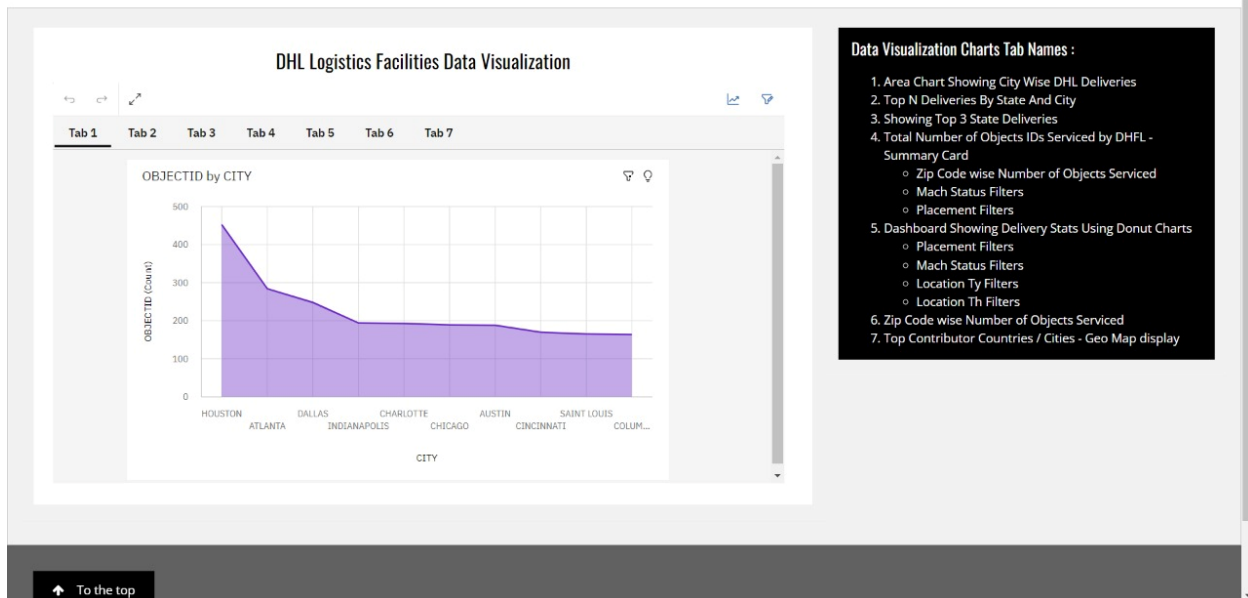 DHL Logistics Facilities Data Visualization
Tab 1 Tab 2 Tab 3 Tab 4 Tab 5 Tab 6 Tab 7
OBJECTID by CITY
500
400
300
200
100
0
OBJECTID (Count)
HOUSTON DALLAS CHARLOTTE AUSTIN SAINT LOUIS
ATLANTA INDIANAPOLIS CHICAGO CINCINNATI COLUM...
CITY
Data Visualization Charts Tab Names :
1. Area Chart Showing City Wise DHL Deliveries
2. Top N Deliveries By State And City
3. Showing Top 3 State Deliveries
4. Total Number of Objects IDs Serviced by DHFL -
Summary Card
Zip Code wise Number of Objects Serviced
Mach Status Filters
Placement Filters
5. Dashboard Showing Delivery Stats Using Donut Charts
Placement Filters
Mach Status Filters
Location Ty Filters
Location Th Filters
6. Zip Code wise Number of Objects Serviced
7. Top Contributor Countries / Cities - Geo Map display
To the top